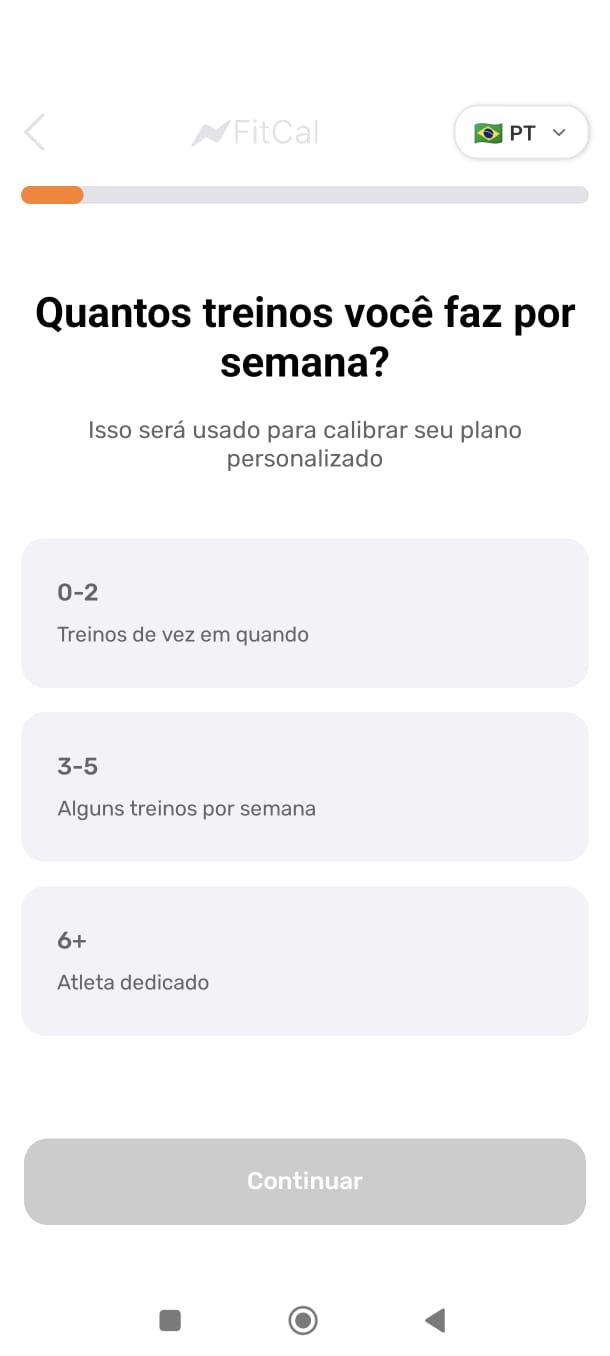 FitCal
PT
Quantos treinos você faz por
semana?
Isso será usado para calibrar seu plano
personalizado
0-2
Treinos de vez em quando
3-5
Alguns treinos por semana
6+
Atleta dedicado
Continuar